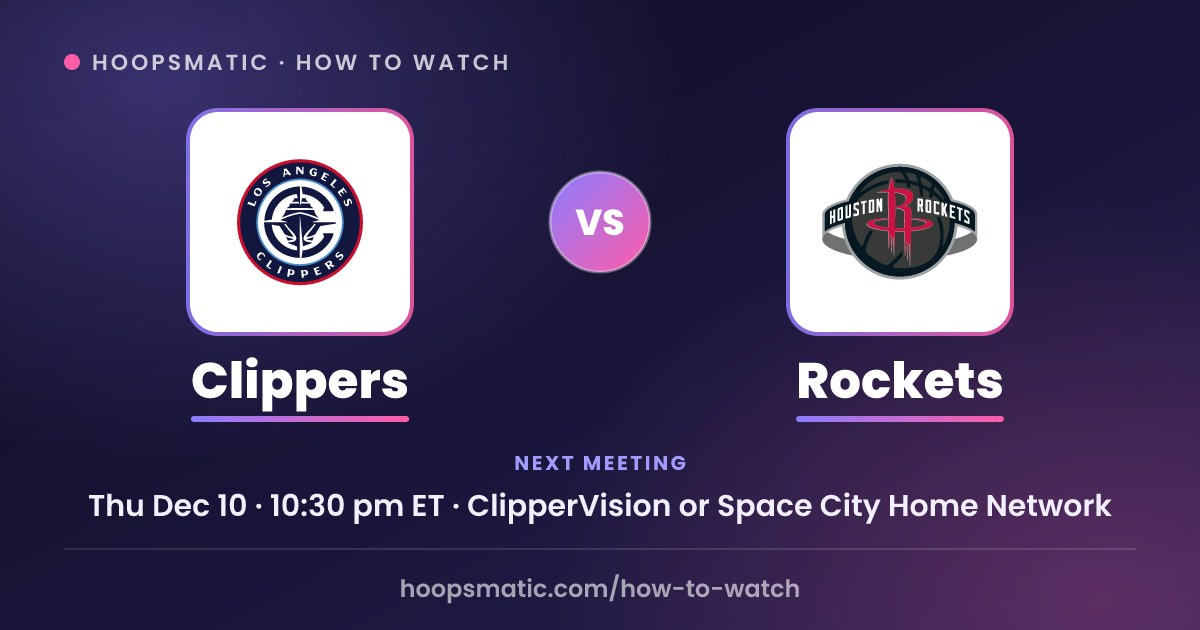 HOOPSMATIC · HOW TO WATCH
LOS ANGELES
CLIPPERS
VS
HOUSTON R ROCKETS
Clippers
Rockets
NEXT MEETING
Thu Dec 10 · 10:30 pm ET · ClipperVision or Space City Home Network
hoopsmatic.com/how-to-watch